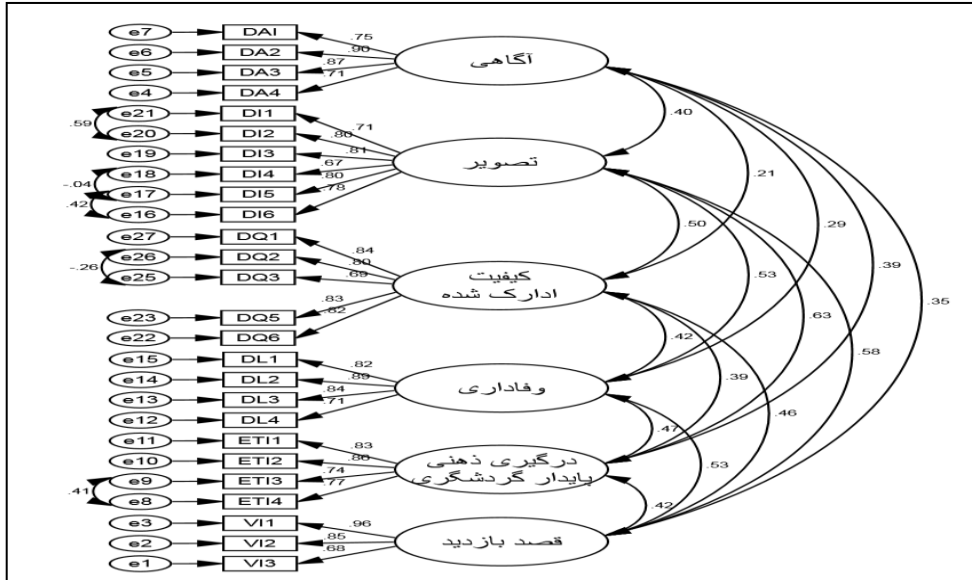 e7 DAI .75
e6 DA2 .90
e5 DA3 .87
e4 DA4 .71
آگاهی
e21 DI1 .71
.59
e20 DI2 .80
e19 DI3 .81
e18 DI4 .67
-.04
e17 DI5 .80
.42
e16 DI6 .78
تصویر
e27 DQ1 .84
e26 DQ2 .80
-.26
e25 DQ3 .69
کیفیت
ادارک شده
e23 DQ5 .83
e22 DQ6
e15 DL1 .82
e14 DL2 .89
e13 DL3 .84
e12 DL4 .71
وفاداری
e11 ETI1 .83
e10 ETI2
e9 ETI3 .74
.41
e8 ETI4 .77
درگیری ذهنی
پایدار گردشگری
e3 VI1 .96
e2 VI2 .85
e1 VI3 .68
قصد بازدید
.40
.21
.50
.29
.53
.39
.35
.63
.42
.58
.39
.46
.47
.53
.42